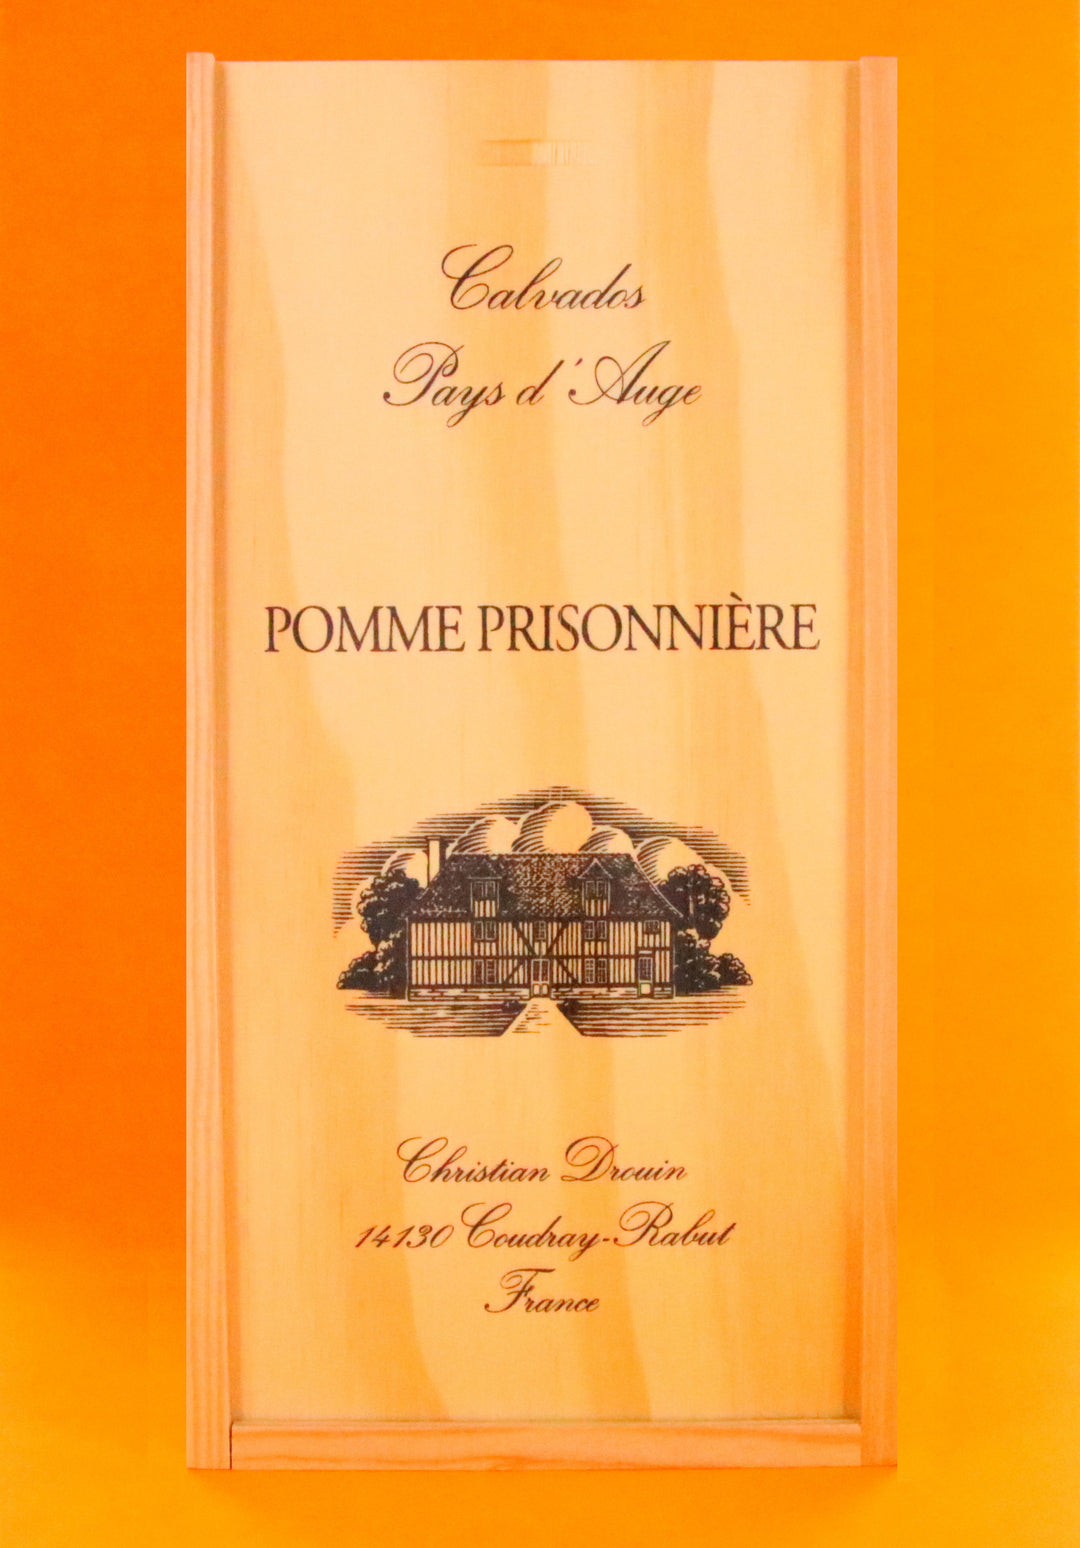 Calvados
Pays d'Auge
POMME PRISONNIÈRE
Christian Drouin
14130 Coudray-Rabut
France